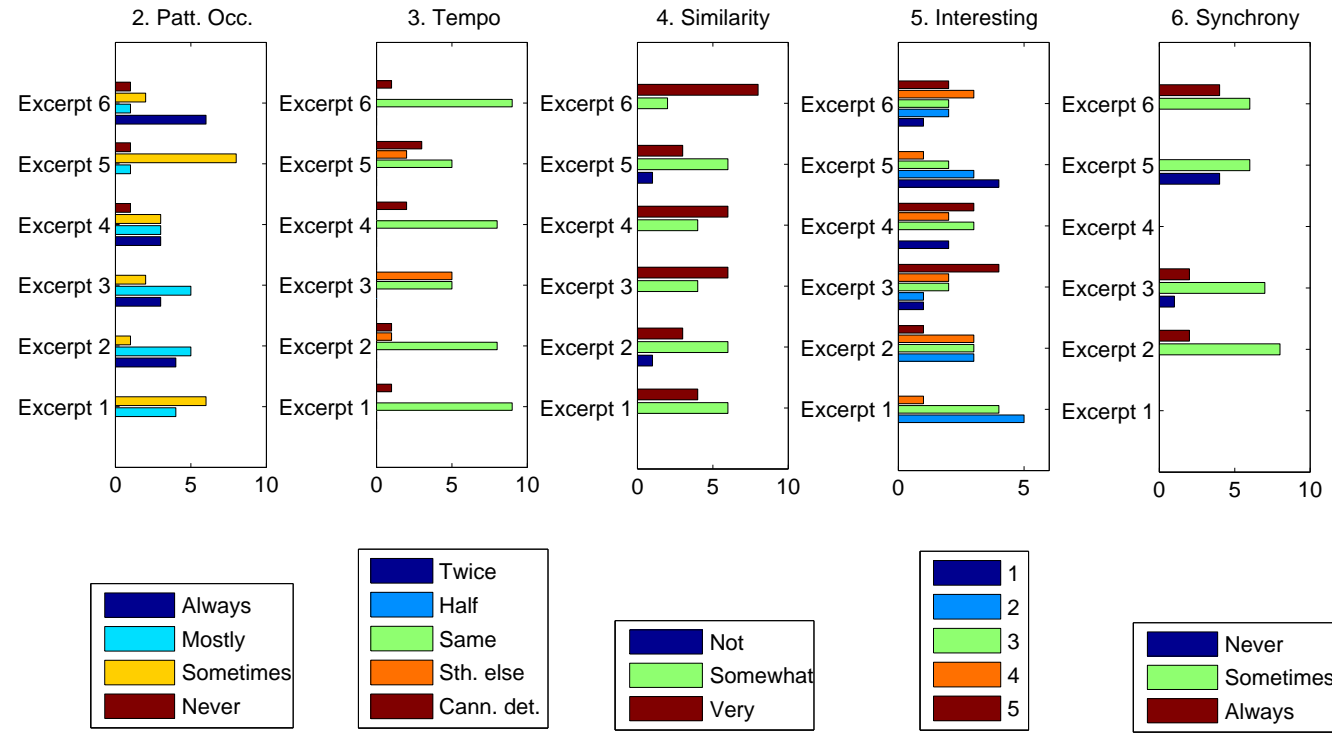 2. Patt. Occ.
Excerpt 6
Excerpt 5
Excerpt 4
Excerpt 3
Excerpt 2
Excerpt 1
0 5 10
Always
Mostly
Sometimes
Never
3. Tempo
Excerpt 6
Excerpt 5
Excerpt 4
Excerpt 3
Excerpt 2
Excerpt 1
0 5 10
Twice
Half
Same
Sth. else
Cann. det.
4. Similarity
Excerpt 6
Excerpt 5
Excerpt 4
Excerpt 3
Excerpt 2
Excerpt 1
0 5 10
Not
Somewhat
Very
5. Interesting
Excerpt 6
Excerpt 5
Excerpt 4
Excerpt 3
Excerpt 2
Excerpt 1
0 5
1
2
3
4
5
6. Synchrony
Excerpt 6
Excerpt 5
Excerpt 4
Excerpt 3
Excerpt 2
Excerpt 1
0 5 10
Never
Sometimes
Always